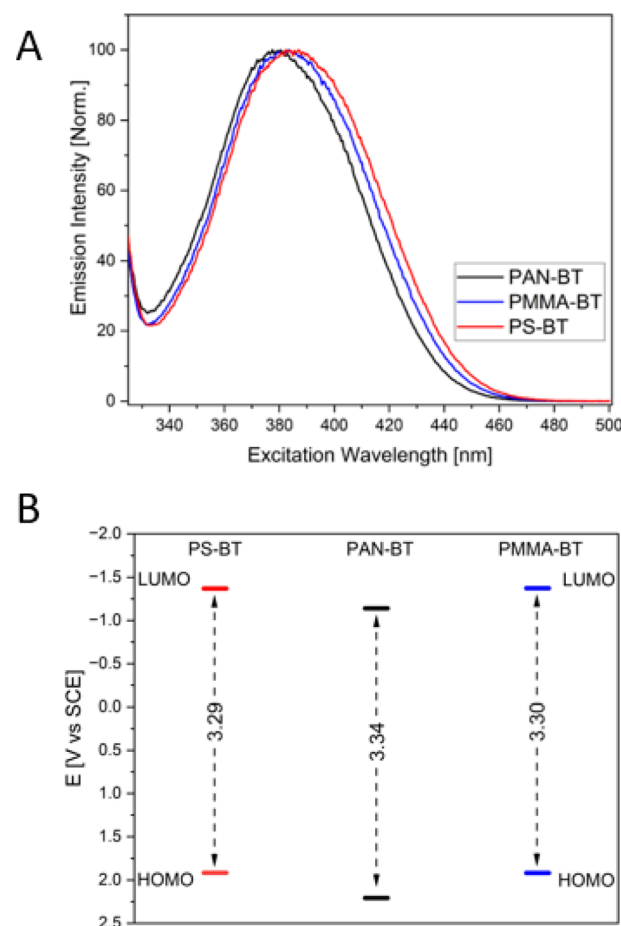 A
Emission Intensity [Norm.]
100
80
60
40
20
0
PAN-BT
PMMA-BT
PS-BT
340 360 380 400 420 440 460 480 500
Excitation Wavelength [nm]
B
E [V vs SCE]
−2.0
−1.5
−1.0
−0.5
0.0
0.5
1.0
1.5
2.0
2.5
PS-BT PAN-BT PMMA-BT
LUMO LUMO
3.29 3.34 3.30
HOMO HOMO